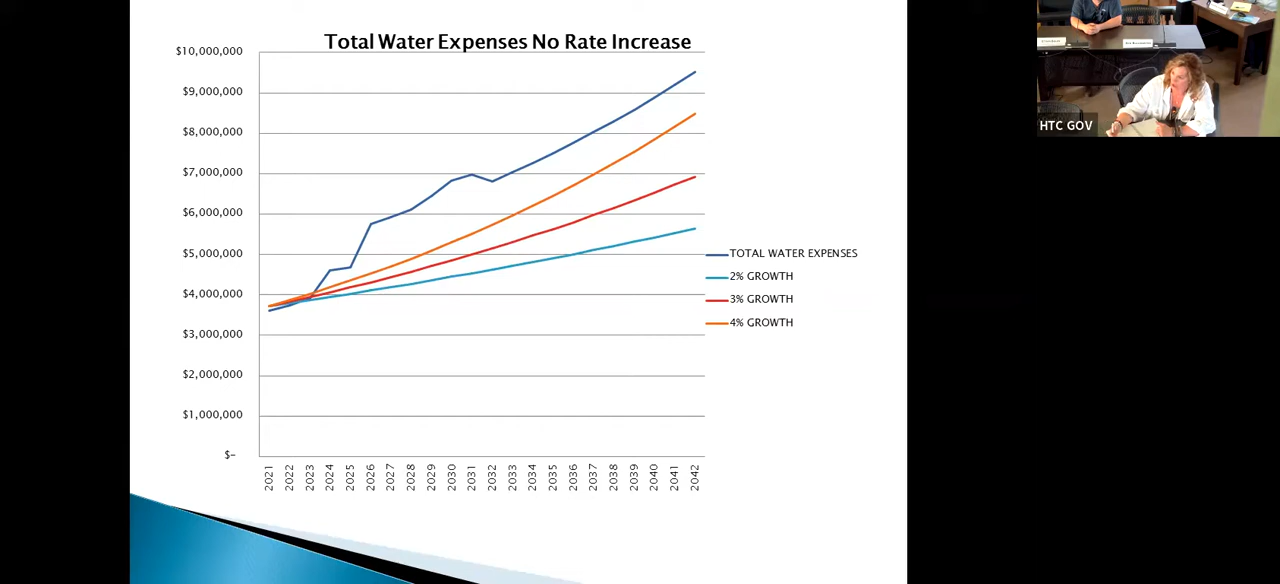 Total Water Expenses No Rate Increase
$10,000,000
$9,000,000
$8,000,000
$7,000,000
$6,000,000
$5,000,000
$4,000,000
$3,000,000
$2,000,000
$1,000,000
$-
2021 2022 2023 2024 2025 2026 2027 2028 2029 2030 2031 2032 2033 2034 2035 2036 2037 2038 2039 2040 2041 2042
TOTAL WATER EXPENSES
2% GROWTH
3% GROWTH
4% GROWTH
HTC GOV